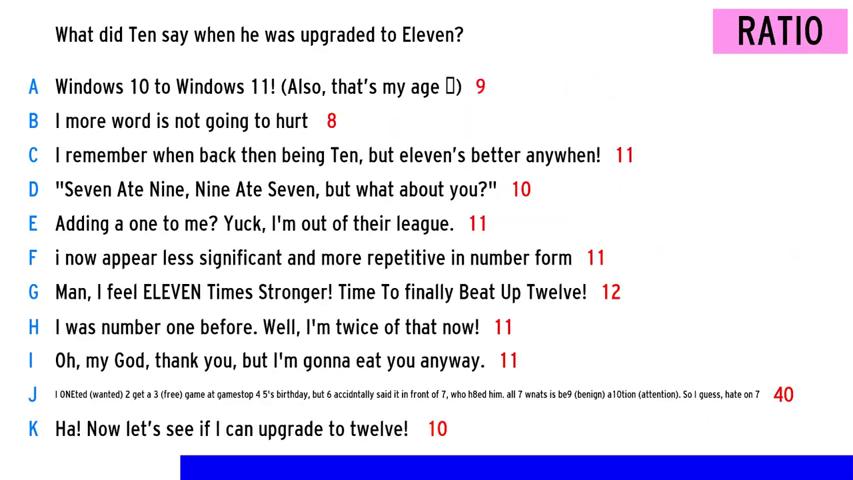 What did Ten say when he was upgraded to Eleven?
RATIO
A Windows 10 to Windows 11! (Also, that's my age ▯) 9
B I more word is not going to hurt 8
C I remember when back then being Ten, but eleven's better anywhen! 11
D "Seven Ate Nine, Nine Ate Seven, but what about you?" 10
E Adding a one to me? Yuck, I'm out of their league. 11
F i now appear less significant and more repetitive in number form 11
G Man, I feel ELEVEN Times Stronger! Time To finally Beat Up Twelve! 12
H I was number one before. Well, I'm twice of that now! 11
I Oh, my God, thank you, but I'm gonna eat you anyway. 11
J I ONEted (wanted) 2 get a 3 (free) game at gamestop 4 5's birthday, but 6 accidntally said it in front of 7, who h8ed him. all 7 wnats is be9 (benign) a10tion (attention). So I guess, hate on 7 40
K Ha! Now let's see if I can upgrade to twelve! 10